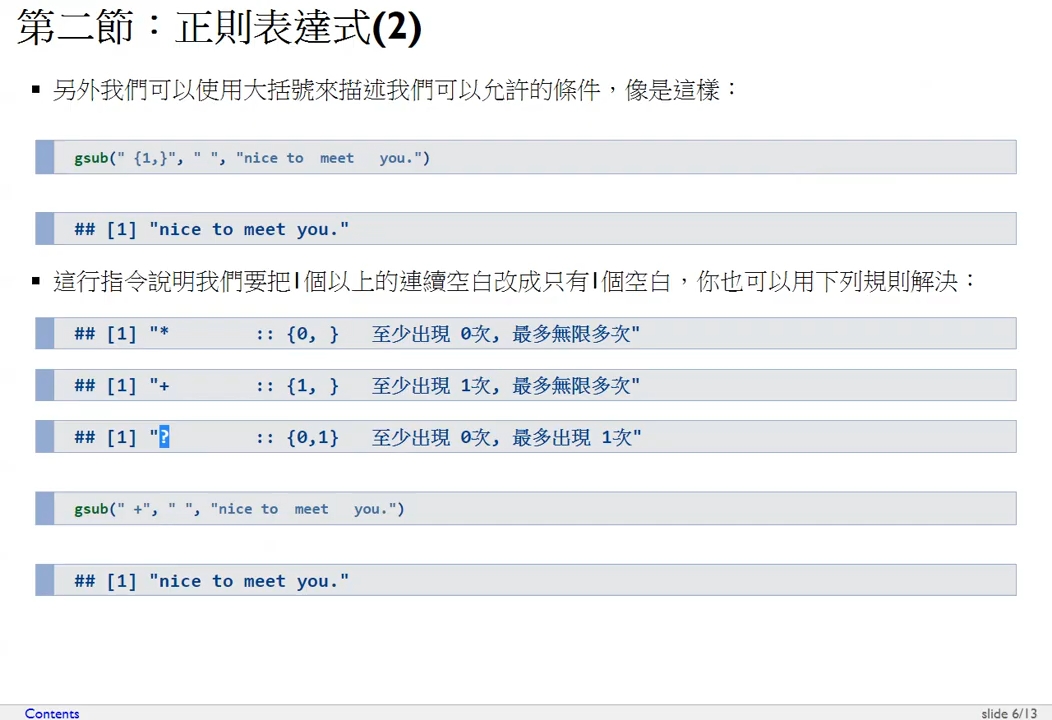 第二節：正則表達式(2)
另外我們可以使用大括號來描述我們可以允許的條件，像是這樣：
gsub(" {1,}", " ", "nice to  meet   you.")
## [1] "nice to meet you."
這行指令說明我們要把1個以上的連續空白改成只有1個空白，你也可以用下列規則解決：
## [1] "*        :: {0, }   至少出現 0次, 最多無限多次"
## [1] "+        :: {1, }   至少出現 1次, 最多無限多次"
## [1] "?        :: {0,1}   至少出現 0次, 最多出現 1次"
gsub(" +", " ", "nice to  meet   you.")
## [1] "nice to meet you."
Contents
slide 6/13